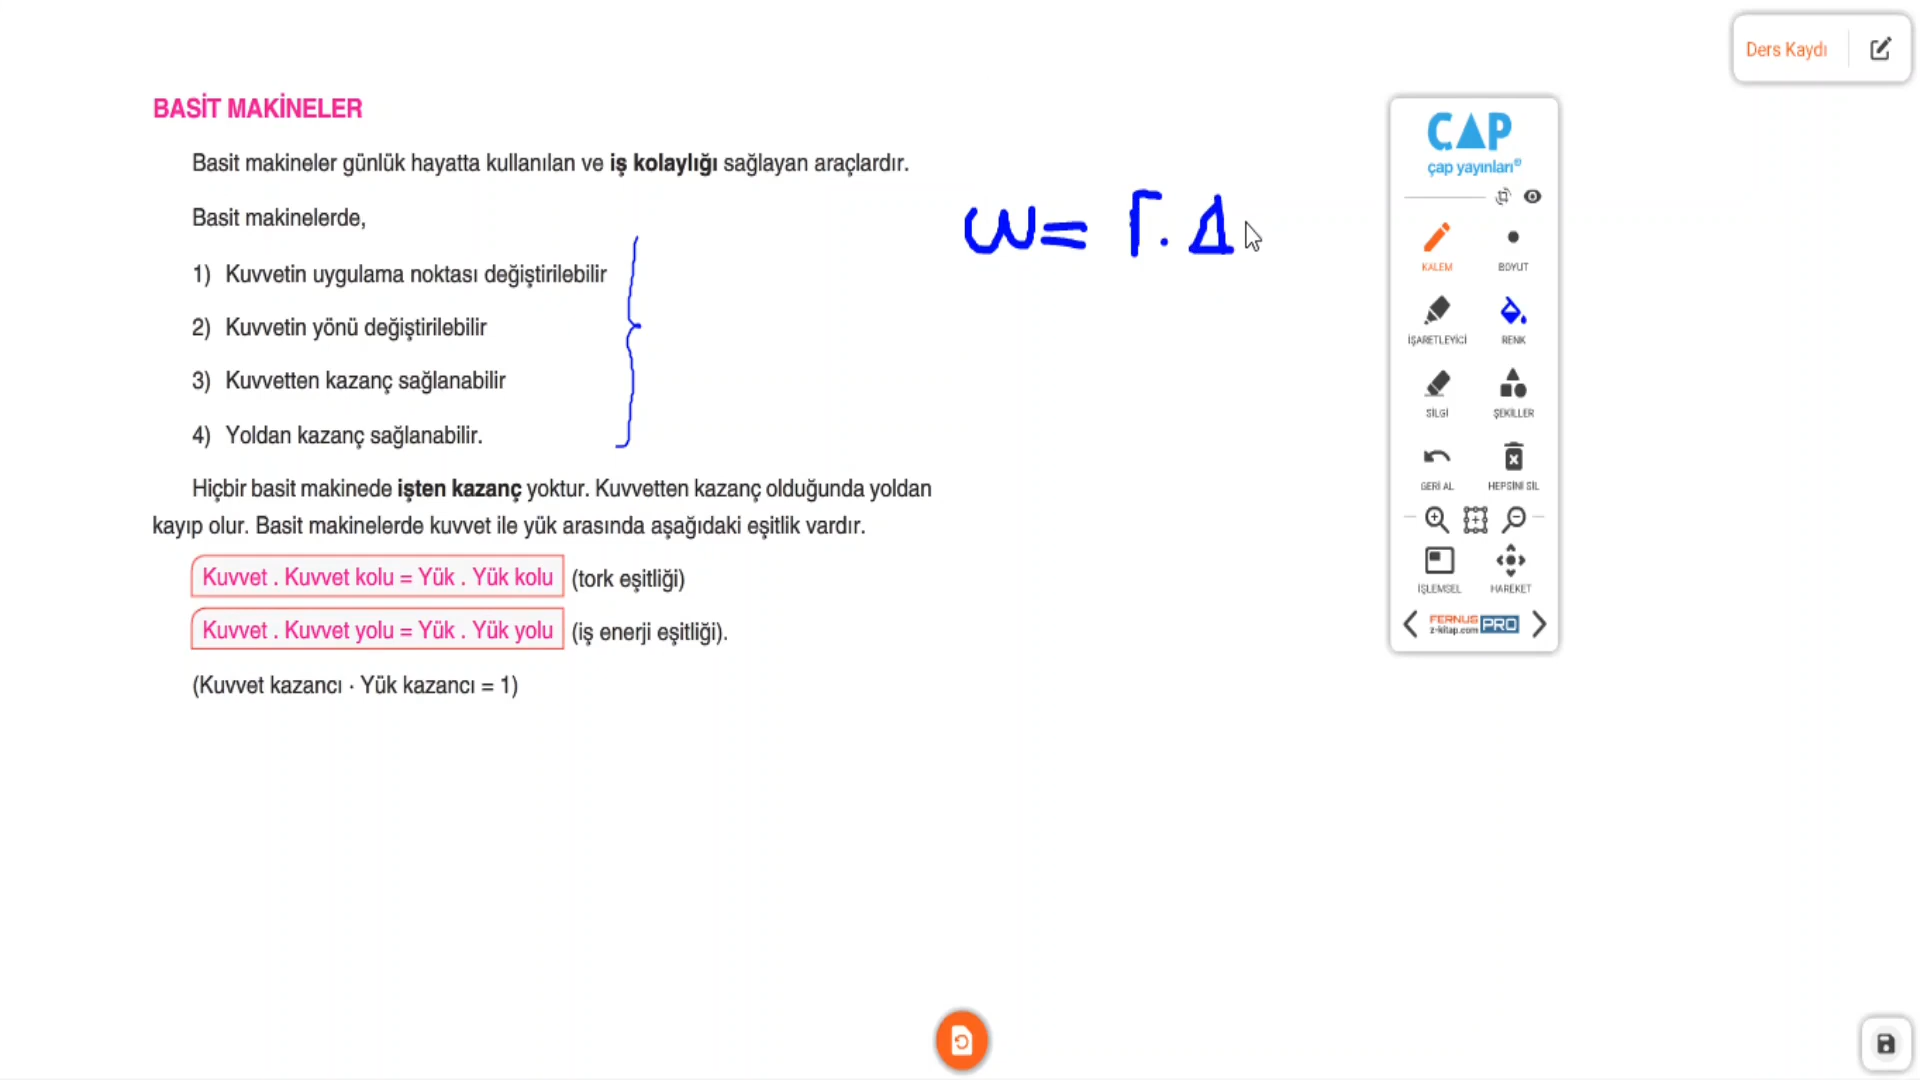 Ders Kaydı
BASİT MAKİNELER
Basit makineler günlük hayatta kullanılan ve iş kolaylığı sağlayan araçlardır.
Basit makinelerde,
1) Kuvvetin uygulama noktası değiştirilebilir
2) Kuvvetin yönü değiştirilebilir
3) Kuvvetten kazanç sağlanabilir
4) Yoldan kazanç sağlanabilir.
Hiçbir basit makinede işten kazanç yoktur. Kuvvetten kazanç olduğunda yoldan
kayıp olur. Basit makinelerde kuvvet ile yük arasında aşağıdaki eşitlik vardır.
Kuvvet . Kuvvet kolu = Yük . Yük kolu (tork eşitliği)
Kuvvet . Kuvvet yolu = Yük . Yük yolu (iş enerji eşitliği).
(Kuvvet kazancı · Yük kazancı = 1)
W = Γ . Δ
ÇAP
çap yayınları
KALEM BOYUT
İŞARETLEYİCİ RENK
SİLGİ ŞEKİLLER
GERİ AL HEPSİNİ SİL
İŞLEMSEL HAREKET
FERNUS PRO
z-kitap.com